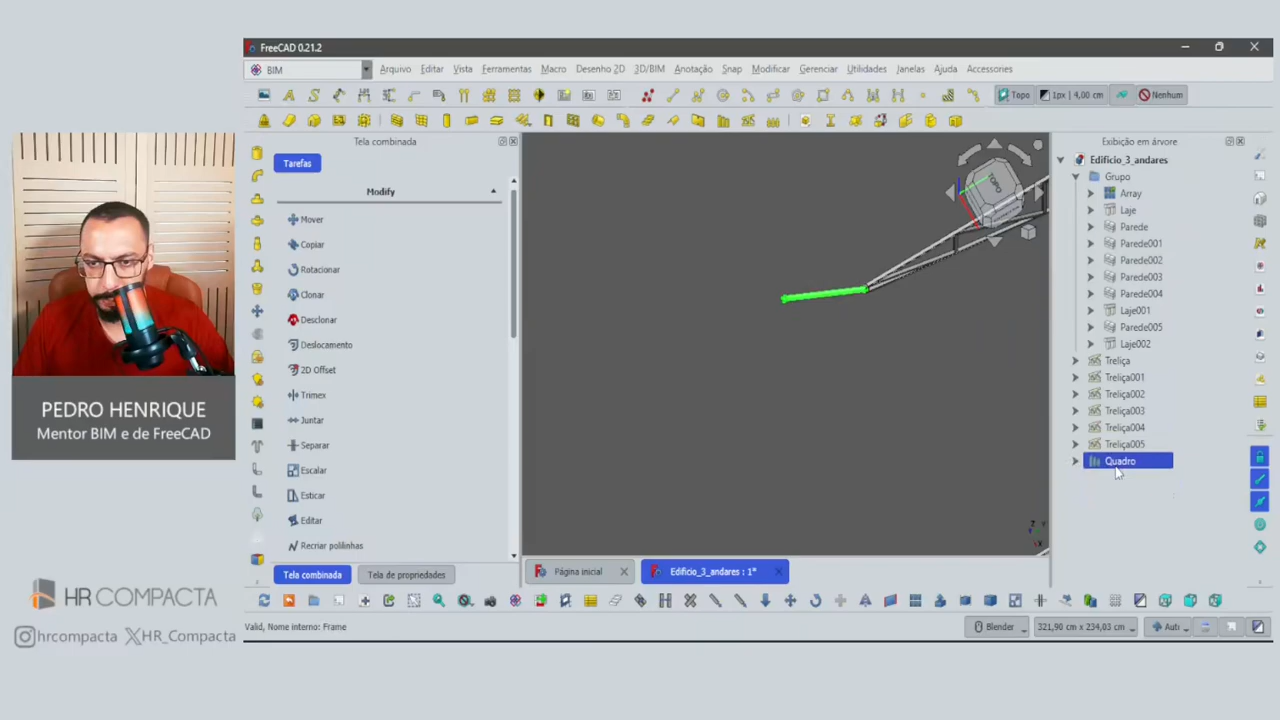 FreeCAD 0.21.2
BIM
Arquivo Editar Vista Ferramentas Macro Desenho 2D 3D/BIM Anotação Snap Modificar Gerenciar Utilidades Janelas Ajuda Accessories
Topo 1px | 4,00 cm Nenhum
Tela combinada
Tarefas
Modify
Mover
Copiar
Rotacionar
Clonar
Desclonar
Deslocamento
2D Offset
Trimex
Juntar
Separar
Escalar
Esticar
Editar
Recriar polilinhas
Tela combinada Tela de propriedades
Página inicial Edificio_3_andares : 1*
Exibição em árvore
Edificio_3_andares
Grupo
Array
Laje
Parede
Parede001
Parede002
Parede003
Parede004
Laje001
Parede005
Laje002
Treliça
Treliça001
Treliça002
Treliça003
Treliça004
Treliça005
Quadro
Valid, Nome interno: Frame
Blender 321,90 cm x 234,03 cm Auti
PEDRO HENRIQUE
Mentor BIM e de FreeCAD
HR COMPACTA
hrcompacta HR_Compacta